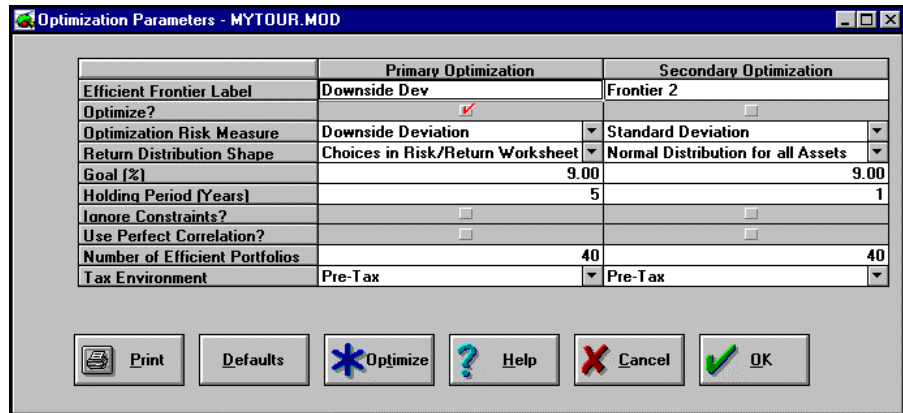 Optimization Parameters - MYTOUR.MOD
Primary Optimization Secondary Optimization
Efficient Frontier Label Downside Dev Frontier 2
Optimize?
Optimization Risk Measure Downside Deviation Standard Deviation
Return Distribution Shape Choices in Risk/Return Worksheet Normal Distribution for all Assets
Goal (%) 9.00 9.00
Holding Period (Years) 5 1
Ignore Constraints?
Use Perfect Correlation?
Number of Efficient Portfolios 40 40
Tax Environment Pre-Tax Pre-Tax
Print Defaults Optimize ? Help Cancel OK